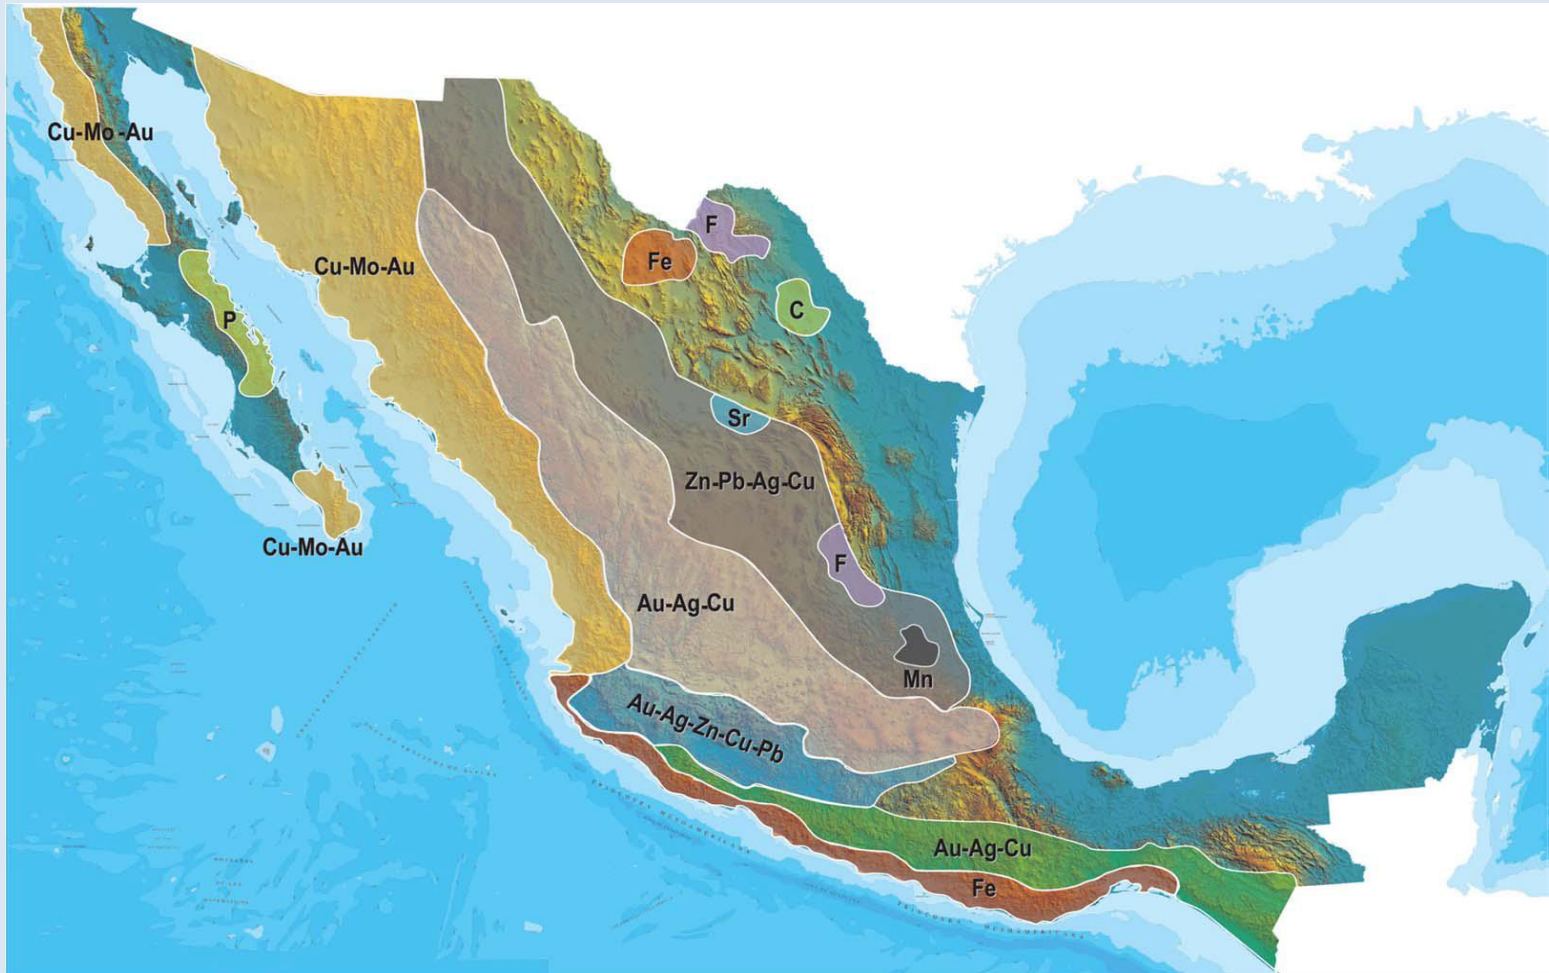 Cu-Mo-Au
Cu-Mo-Au
F
Fe
C
P
Sr
Zn-Pb-Ag-Cu
Cu-Mo-Au
F
Au-Ag-Cu
Mn
Au-Ag-Zn-Cu-Pb
Au-Ag-Cu
Fe